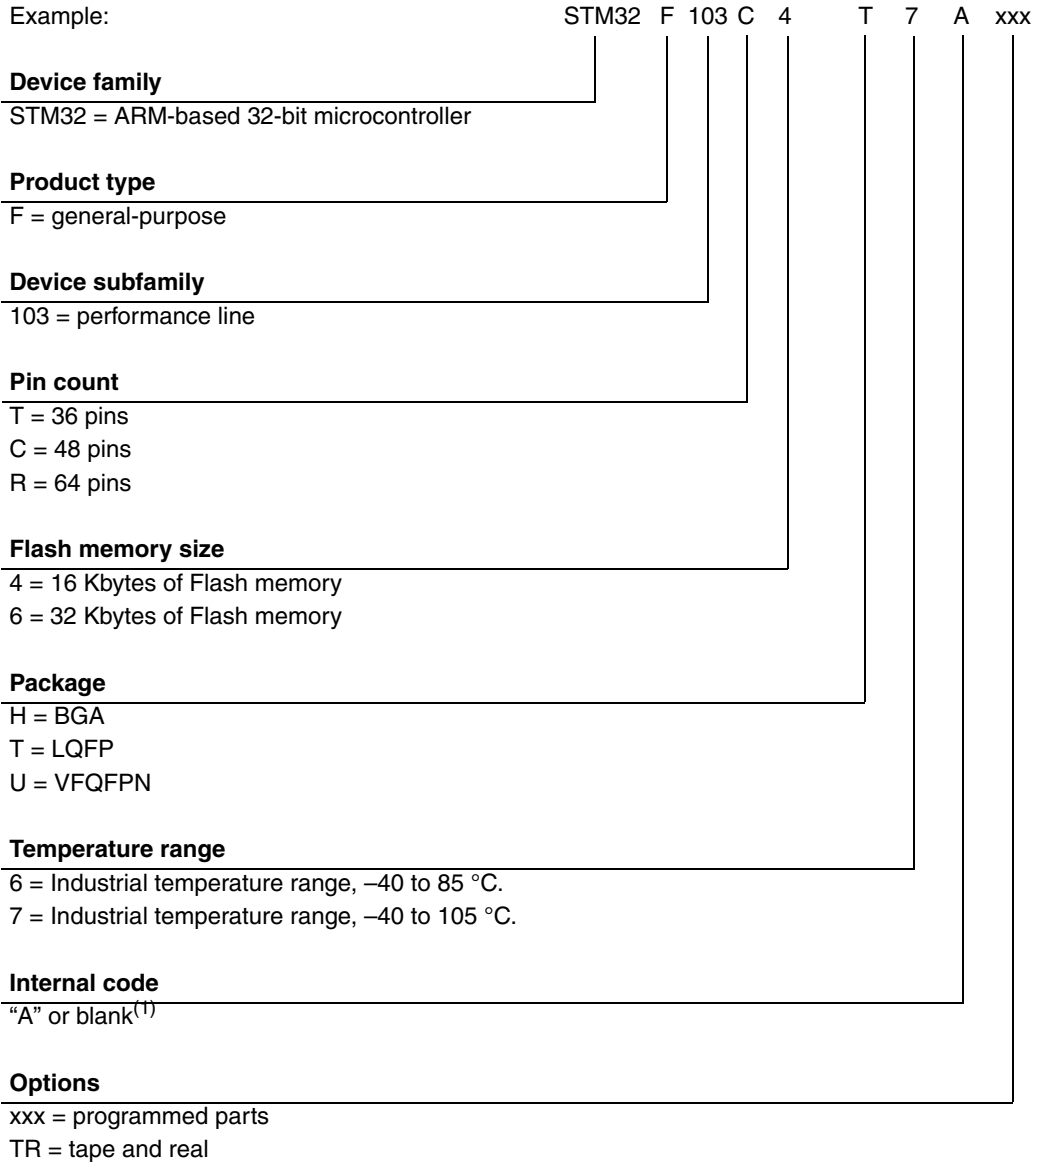 Example: STM32 F 103 C 4 T 7 A xxx
Device family
STM32 = ARM-based 32-bit microcontroller
Product type
F = general-purpose
Device subfamily
103 = performance line
Pin count
T = 36 pins
C = 48 pins
R = 64 pins
Flash memory size
4 = 16 Kbytes of Flash memory
6 = 32 Kbytes of Flash memory
Package
H = BGA
T = LQFP
U = VFQFPN
Temperature range
6 = Industrial temperature range, –40 to 85 °C.
7 = Industrial temperature range, –40 to 105 °C.
Internal code
“A” or blank(1)
Options
xxx = programmed parts
TR = tape and real